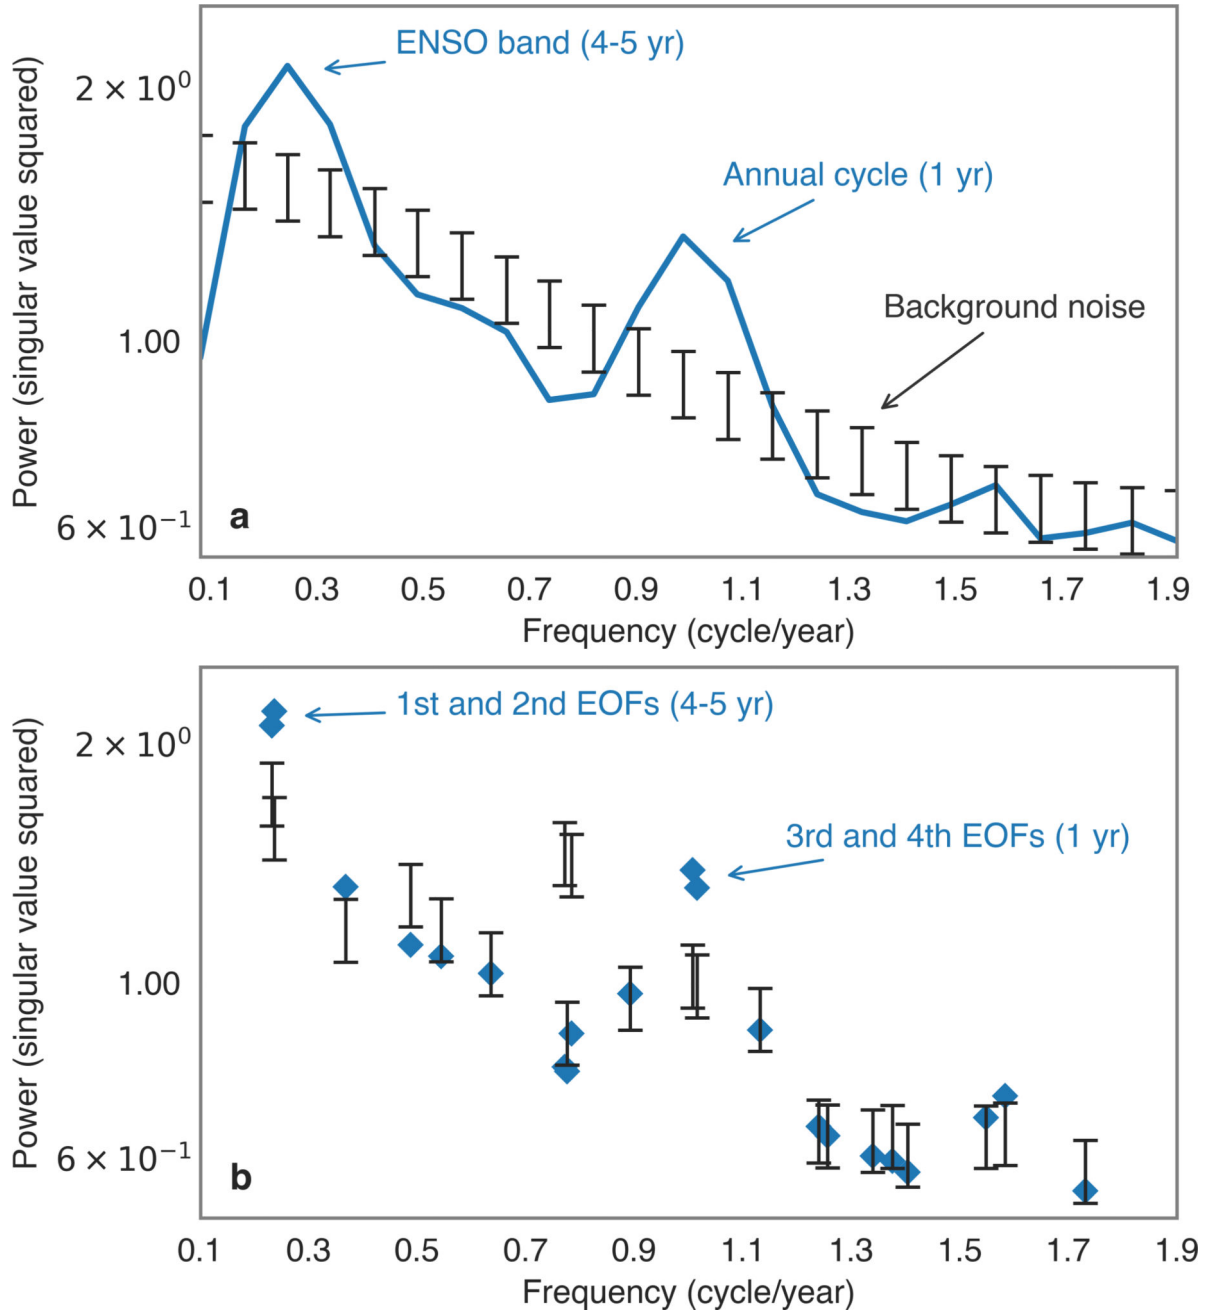 ENSO band (4-5 yr)
2 × 10⁰
Annual cycle (1 yr)
Background noise
1.00
6 × 10⁻¹
Power (singular value squared)
a
0.1 0.3 0.5 0.7 0.9 1.1 1.3 1.5 1.7 1.9
Frequency (cycle/year)
1st and 2nd EOFs (4-5 yr)
2 × 10⁰
3rd and 4th EOFs (1 yr)
1.00
6 × 10⁻¹
Power (singular value squared)
b
0.1 0.3 0.5 0.7 0.9 1.1 1.3 1.5 1.7 1.9
Frequency (cycle/year)